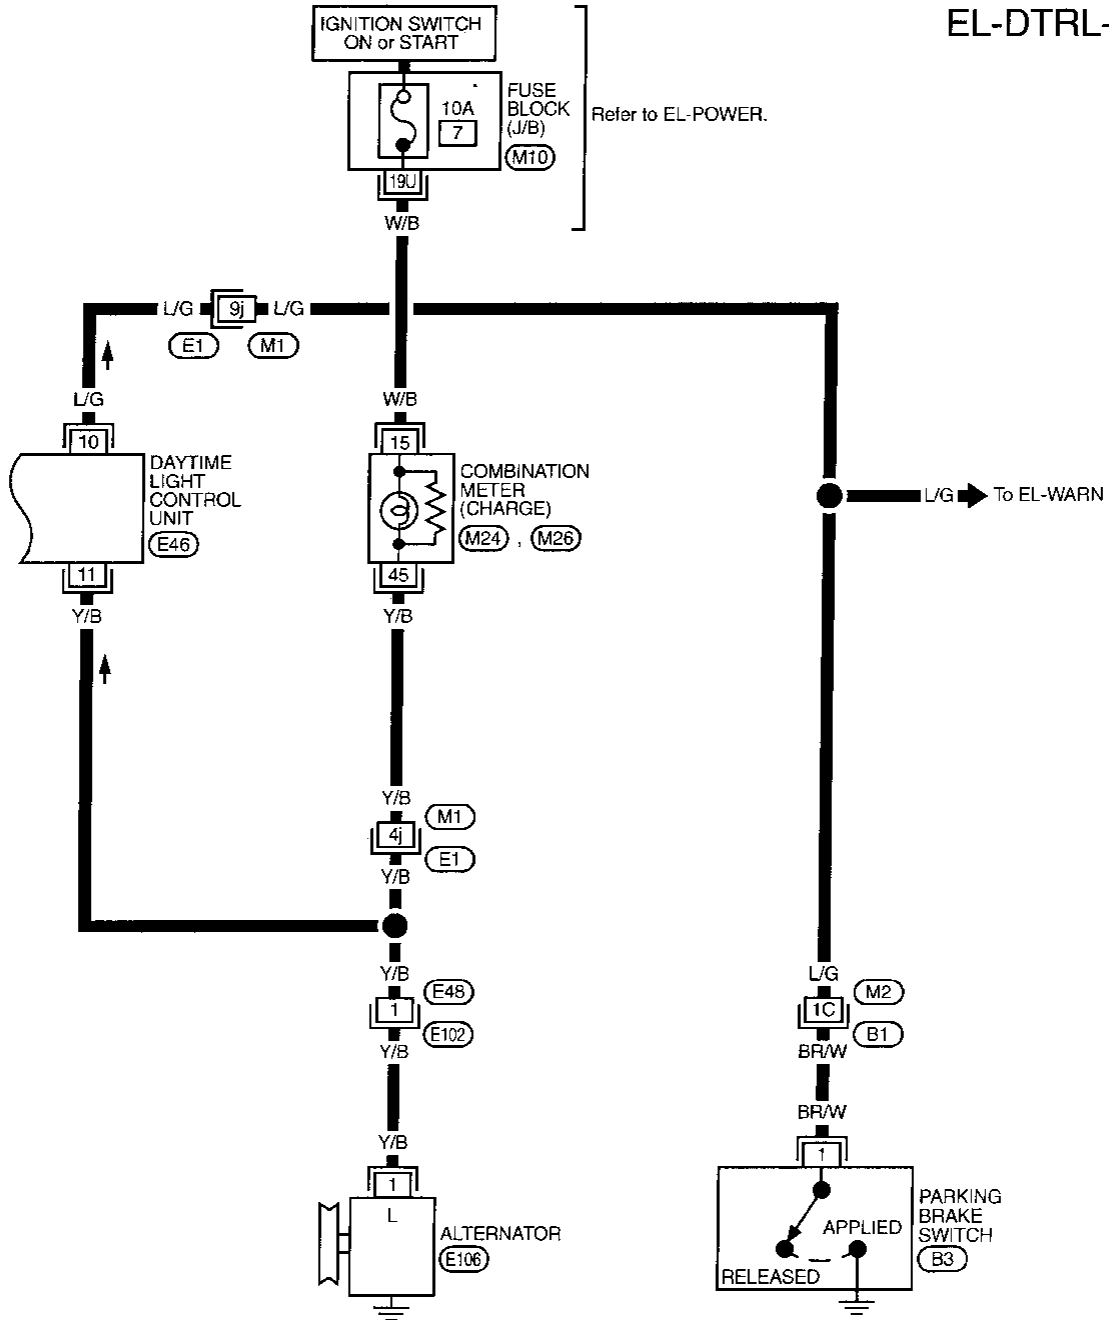 EL-DTRL-
IGNITION SWITCH
ON or START
10A
7
FUSE
BLOCK
(J/B)
M10
Refer to EL-POWER.
19U
W/B
L/G
9j
L/G
E1
M1
L/G
W/B
10
15
DAYTIME
LIGHT
CONTROL
UNIT
E46
COMBINATION
METER
(CHARGE)
M24 , M26
L/G
To EL-WARN
11
45
Y/B
Y/B
Y/B
M1
4j
E1
Y/B
Y/B
E48
1
E102
Y/B
L/G
M2
1C
B1
BR/W
BR/W
Y/B
1
1
L
ALTERNATOR
E106
APPLIED
RELEASED
PARKING
BRAKE
SWITCH
B3